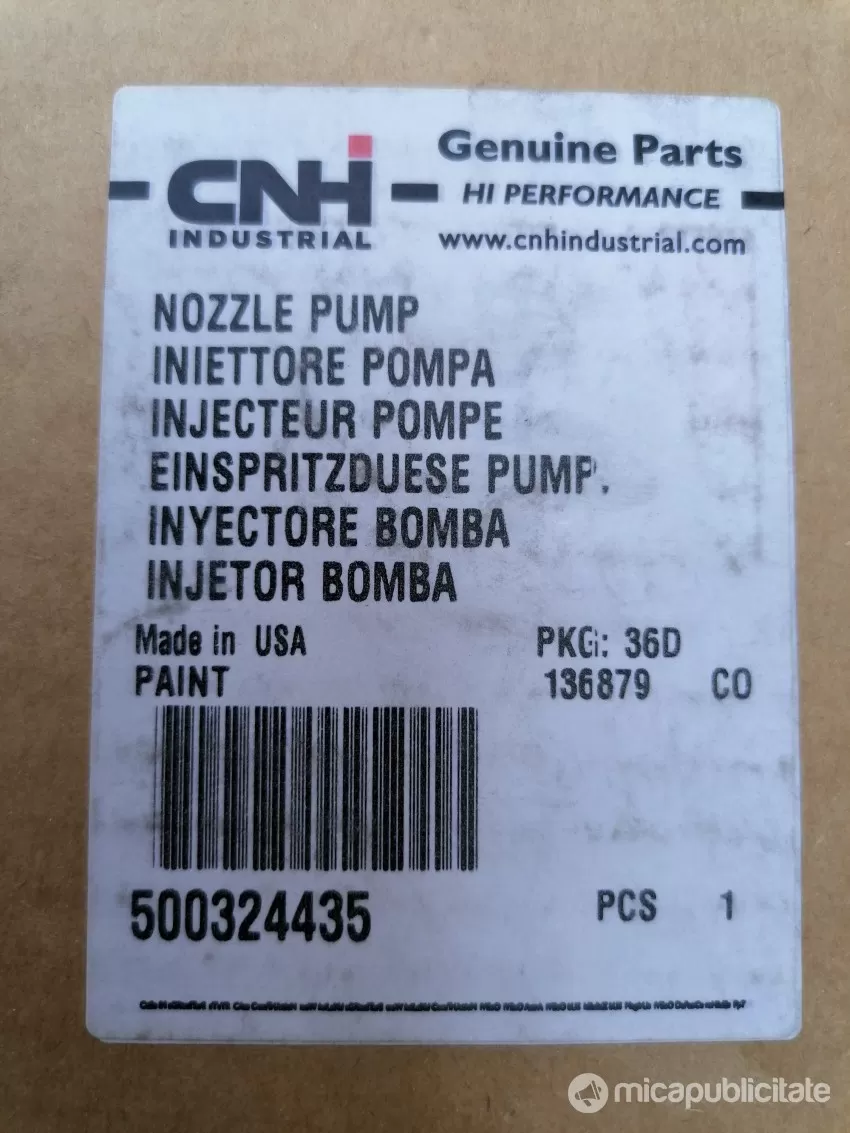 CNH
INDUSTRIAL
Genuine Parts
HI PERFORMANCE
www.cnhindustrial.com
NOZZLE PUMP
INIETTORE POMPA
INJECTEUR POMPE
EINSPRITZDUESE PUMP.
INYECTORE BOMBA
INJETOR BOMBA
Made in USA PKG: 36D
PAINT 136879 CO
500324435 PCS 1
micapublicitate